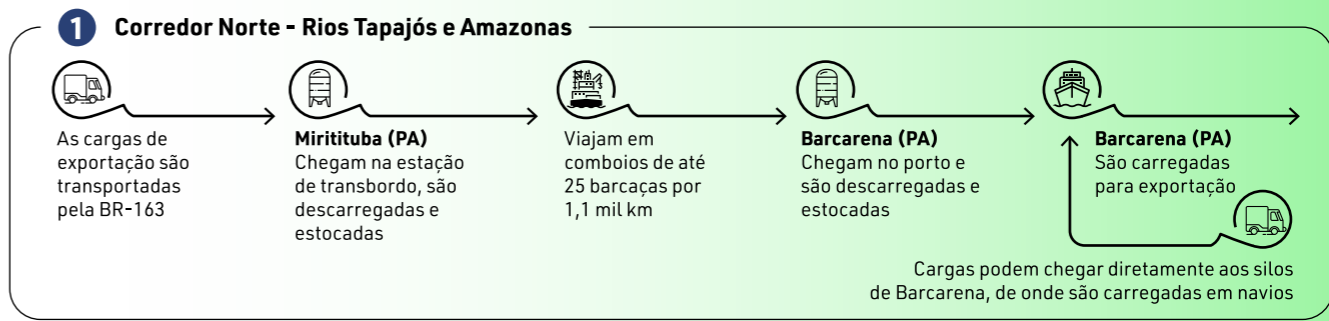 1 Corredor Norte - Rios Tapajós e Amazonas
As cargas de
exportação são
transportadas
pela BR-163
Miritituba (PA)
Chegam na estação
de transbordo, são
descarregadas e
estocadas
Viajam em
comboios de até
25 barcaças por
1,1 mil km
Barcarena (PA)
Chegam no porto e
são descarregadas e
estocadas
Barcarena (PA)
São carregadas
para exportação
Cargas podem chegar diretamente aos silos
de Barcarena, de onde são carregadas em navios